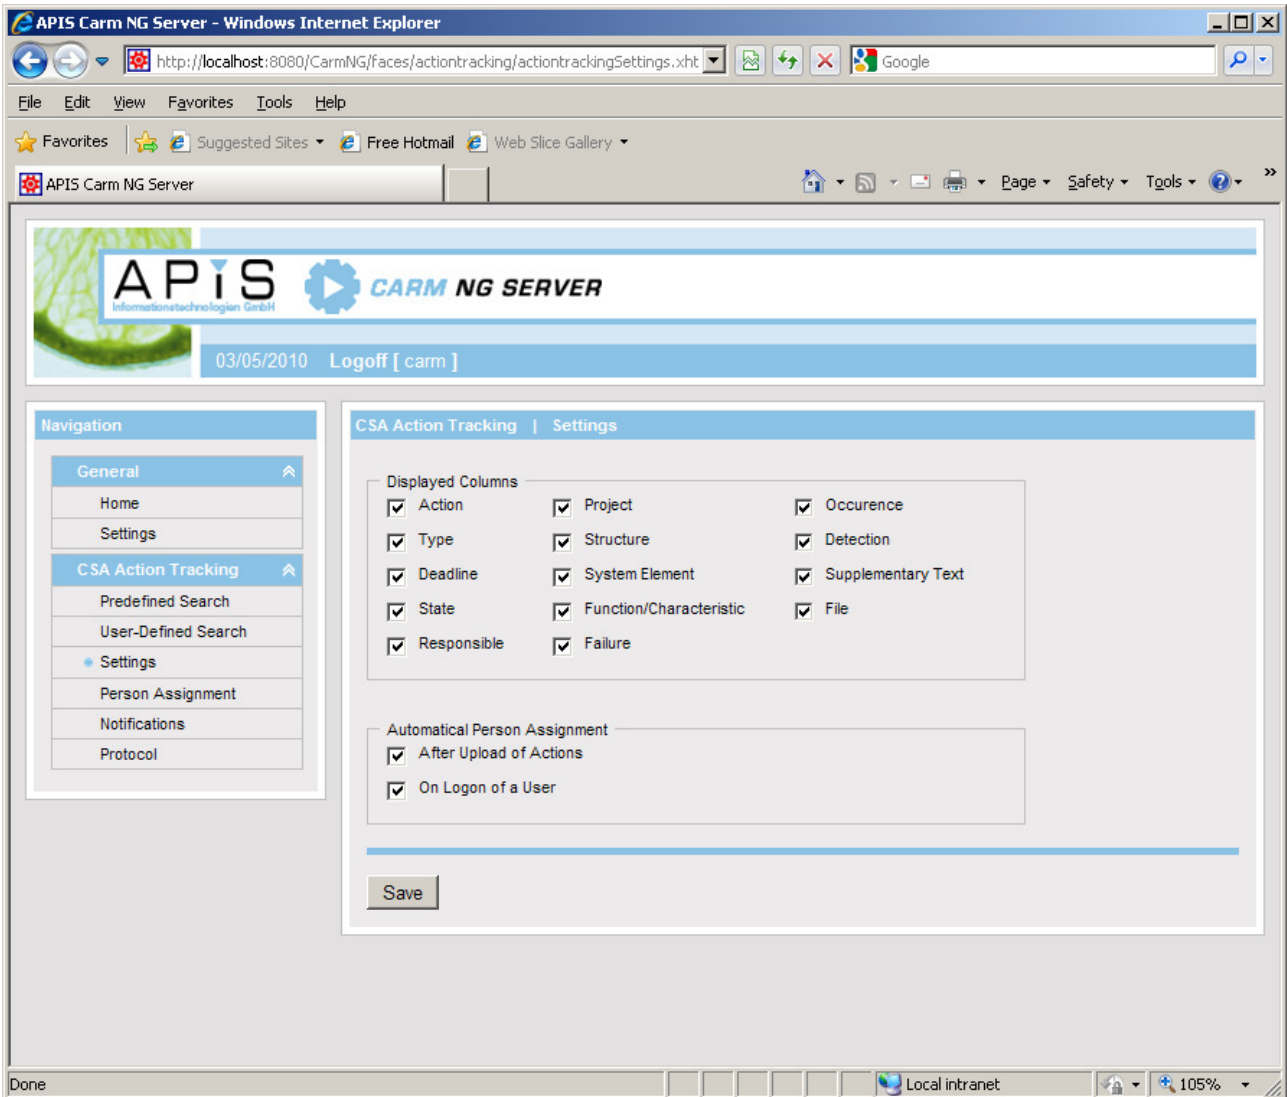 APIS Carm NG Server - Windows Internet Explorer
http://localhost:8080/CarmNG/faces/actiontracking/actiontrackingSettings.xht
Google
File Edit View Favorites Tools Help
Favorites Suggested Sites Free Hotmail Web Slice Gallery
APIS Carm NG Server
Page Safety Tools »
APiS
Informationstechnologien GmbH
CARM NG SERVER
03/05/2010 Logoff [ carm ]
Navigation
General
Home
Settings
CSA Action Tracking
Predefined Search
User-Defined Search
Settings
Person Assignment
Notifications
Protocol
CSA Action Tracking | Settings
Displayed Columns
Action Project Occurence
Type Structure Detection
Deadline System Element Supplementary Text
State Function/Characteristic File
Responsible Failure
Automatical Person Assignment
After Upload of Actions
On Logon of a User
Save
Done Local intranet 105%